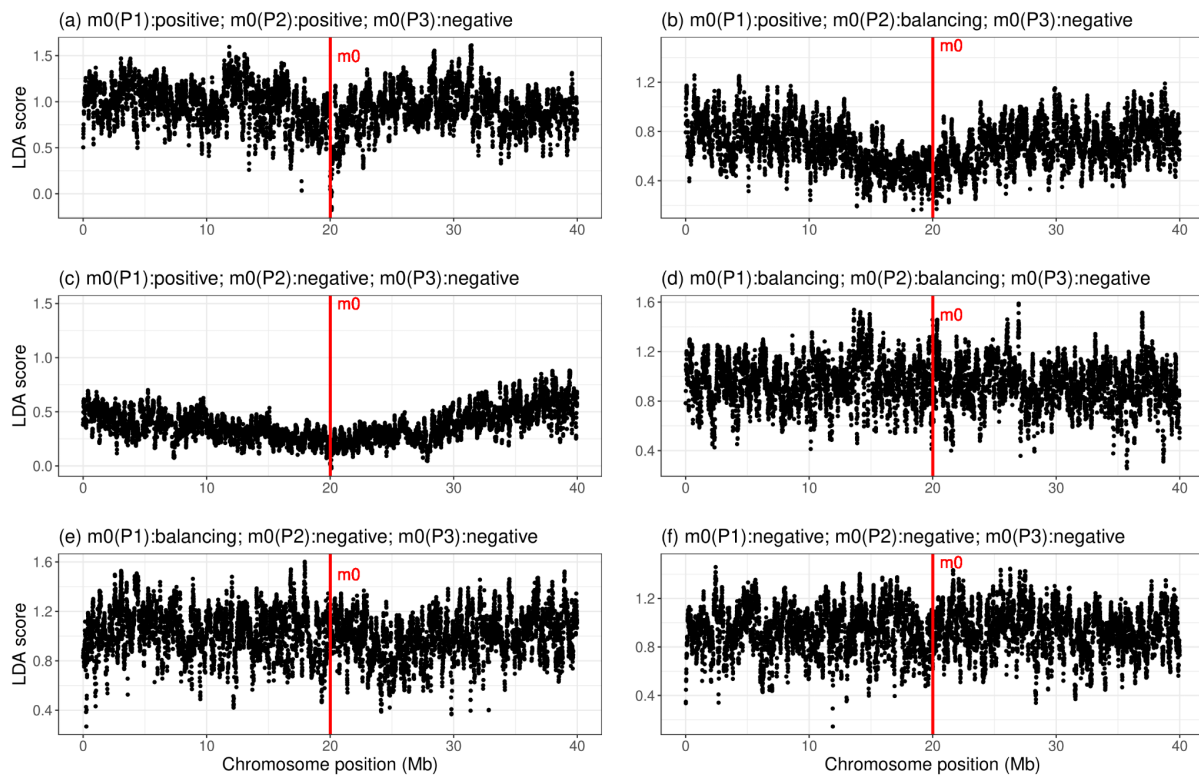 (a) m0(P1):positive; m0(P2):positive; m0(P3):negative
LDA score
1.5
1.0
0.5
0.0
m0
0 10 20 30 40
(b) m0(P1):positive; m0(P2):balancing; m0(P3):negative
1.2
0.8
0.4
m0
0 10 20 30 40
(c) m0(P1):positive; m0(P2):negative; m0(P3):negative
LDA score
1.5
1.0
0.5
0.0
m0
0 10 20 30 40
(d) m0(P1):balancing; m0(P2):balancing; m0(P3):negative
1.6
1.2
0.8
0.4
m0
0 10 20 30 40
(e) m0(P1):balancing; m0(P2):negative; m0(P3):negative
LDA score
1.6
1.2
0.8
0.4
m0
0 10 20 30 40
Chromosome position (Mb)
(f) m0(P1):negative; m0(P2):negative; m0(P3):negative
1.2
0.8
0.4
m0
0 10 20 30 40
Chromosome position (Mb)